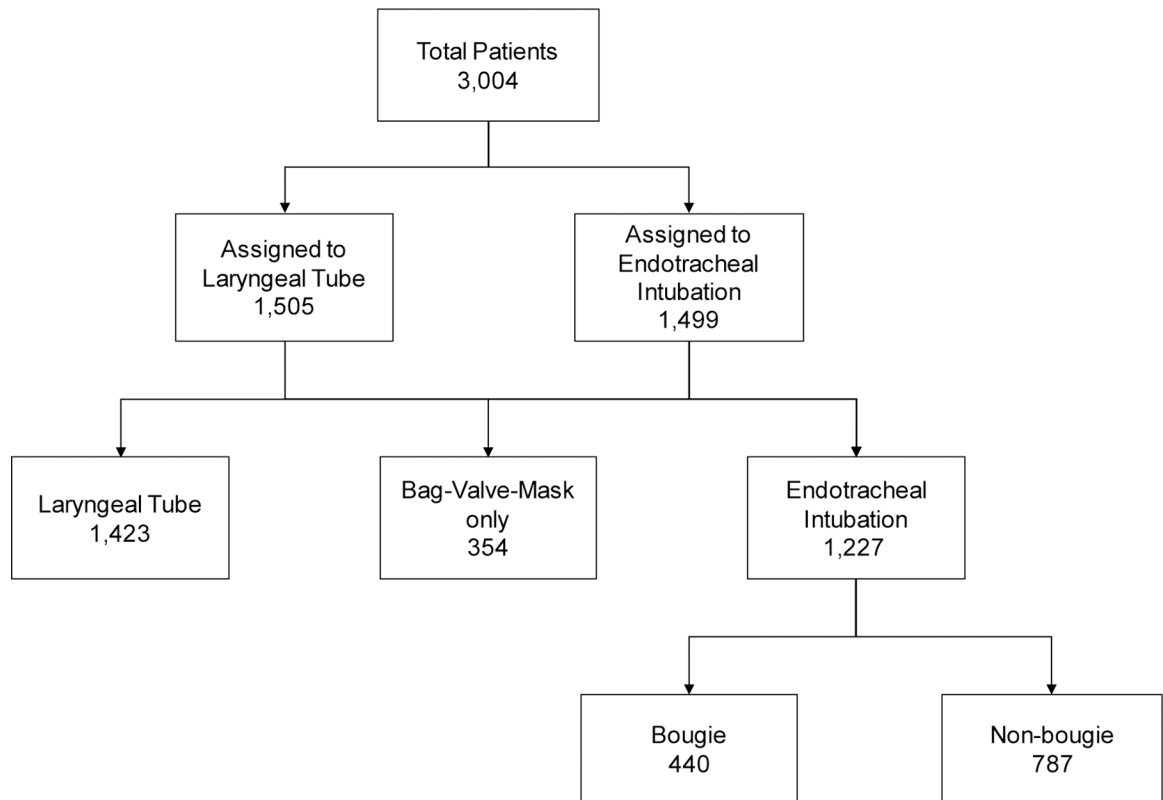 Total Patients
3,004
Assigned to
Laryngeal Tube
1,505
Assigned to
Endotracheal
Intubation
1,499
Laryngeal Tube
1,423
Bag-Valve-Mask
only
354
Endotracheal
Intubation
1,227
Bougie
440
Non-bougie
787